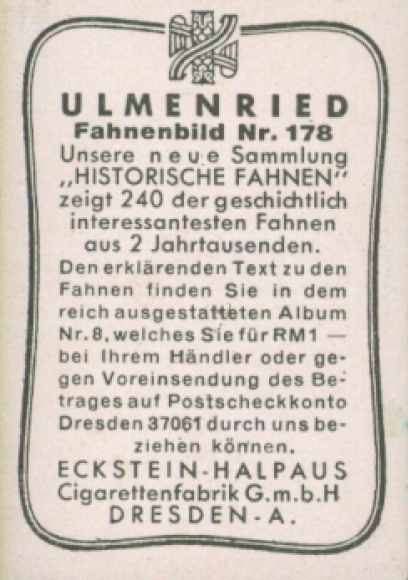 ULMENRIED
Fahnenbild Nr. 178
Unsere neue Sammlung
„HISTORISCHE FAHNEN"
zeigt 240 der geschichtlich
interessantesten Fahnen
aus 2 Jahrtausenden.
Den erklärenden Text zu den
Fahnen finden Sie in dem
reich ausgestatteten Album
Nr. 8, welches Sie für RM 1 —
bei Ihrem Händler oder ge-
gen Voreinsendung des Be-
trages auf Postscheckkonto
Dresden 37061 durch uns be-
ziehen können.
ECKSTEIN-HALPAUS
Cigarettenfabrik G.m.b.H
DRESDEN-A.